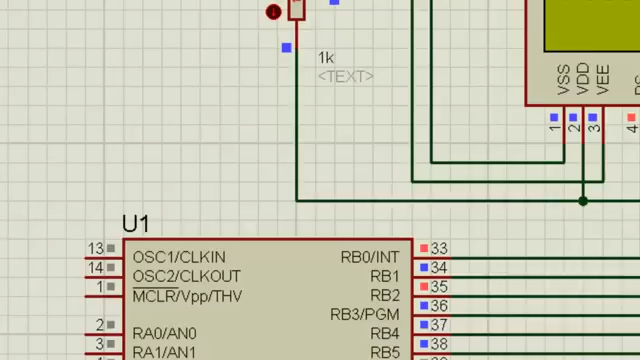 1k
<TEXT>
VSS
VDD
VEE
1
2
3
4
U1
13
OSC1/CLKIN
14
OSC2/CLKOUT
1
MCLR/Vpp/THV
2
RA0/AN0
3
RA1/AN1
RB0/INT
33
RB1
34
RB2
35
RB3/PGM
36
RB4
37
RB5
38